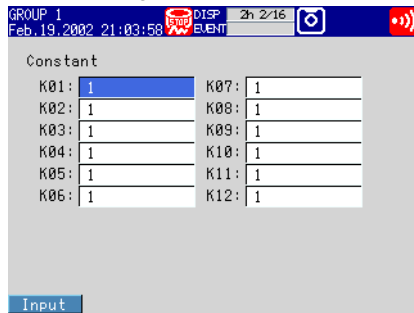 GROUP 1
Feb.19.2002 21:03:58
STOP
DISP 2h 2/16
EVENT
Constant
K01: 1 K07: 1
K02: 1 K08: 1
K03: 1 K09: 1
K04: 1 K10: 1
K05: 1 K11: 1
K06: 1 K12: 1
Input